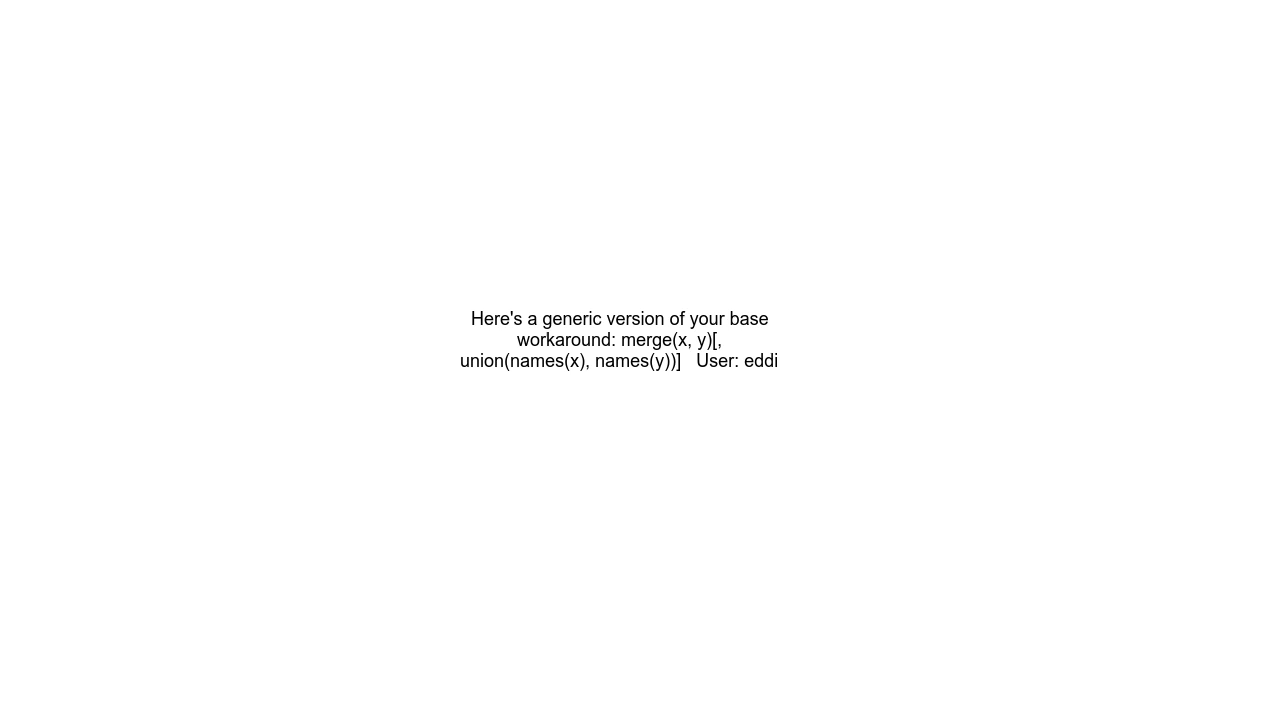 Here's a generic version of your base
workaround: merge(x, y)[,
union(names(x), names(y))]   User: eddi